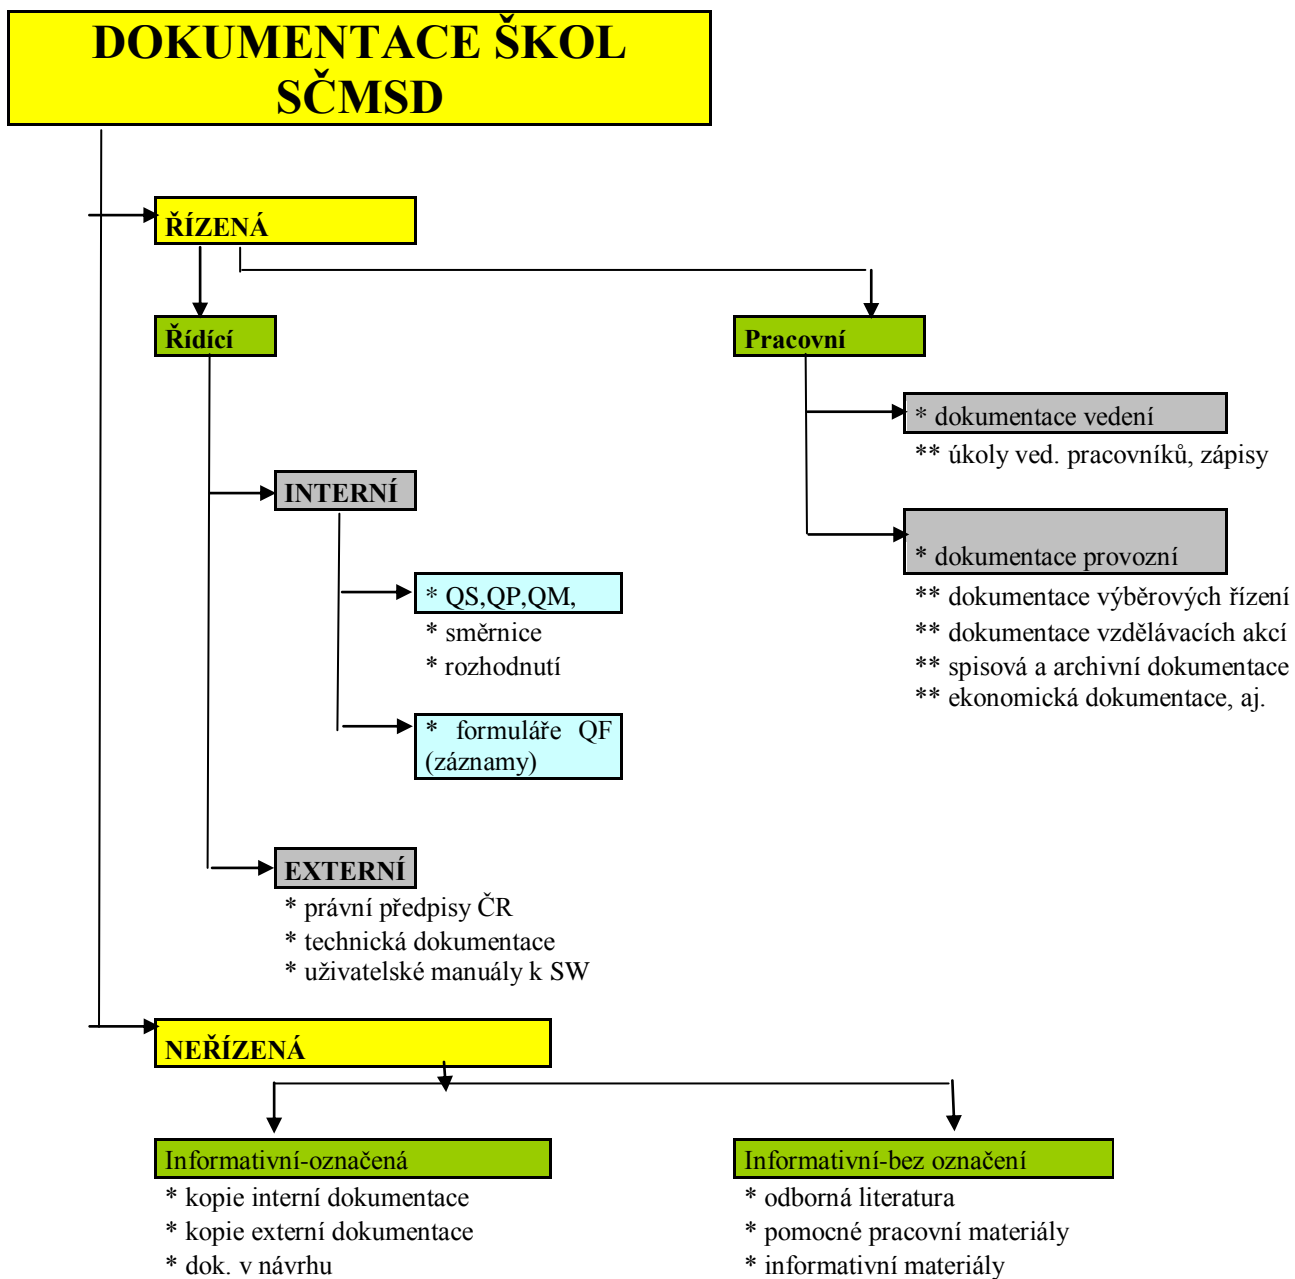 DOKUMENTACE ŠKOL
SČMSD
ŘÍZENÁ
Řídící
Pracovní
* dokumentace vedení
** úkoly ved. pracovníků, zápisy
INTERNÍ
* dokumentace provozní
* QS,QP,QM,
** dokumentace výběrových řízení
* směrnice
** dokumentace vzdělávacích akcí
* rozhodnutí
** spisová a archivní dokumentace
** ekonomická dokumentace, aj.
* formuláře QF
(záznamy)
EXTERNÍ
* právní předpisy ČR
* technická dokumentace
* uživatelské manuály k SW
NEŘÍZENÁ
Informativní-označená
* kopie interní dokumentace
* kopie externí dokumentace
* dok. v návrhu
Informativní-bez označení
* odborná literatura
* pomocné pracovní materiály
* informativní materiály